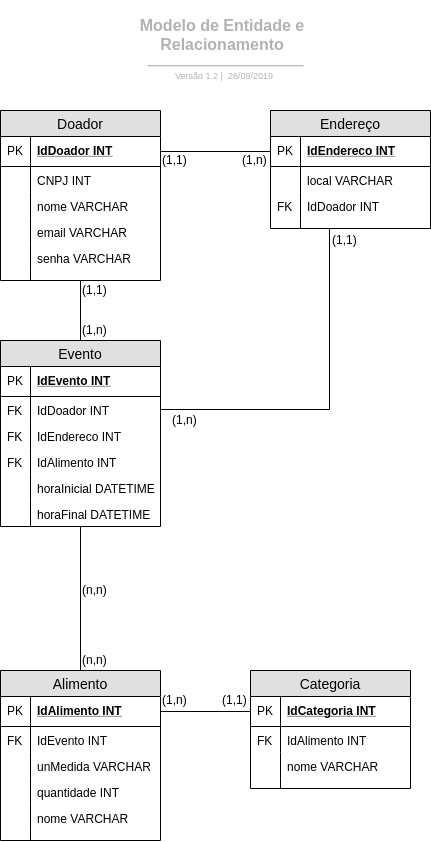 Modelo de Entidade e
Relacionamento
Versão 1.2 | 26/09/2019
Doador
PK IdDoador INT
CNPJ INT
nome VARCHAR
email VARCHAR
senha VARCHAR
(1,1)
(1,n)
Endereço
PK IdEndereco INT
local VARCHAR
FK IdDoador INT
(1,1)
(1,1)
(1,n)
Evento
PK IdEvento INT
FK IdDoador INT
FK IdEndereco INT
FK IdAlimento INT
horaInicial DATETIME
horaFinal DATETIME
(1,n)
(n,n)
(n,n)
Alimento
PK IdAlimento INT
FK IdEvento INT
unMedida VARCHAR
quantidade INT
nome VARCHAR
(1,n)
(1,1)
Categoria
PK IdCategoria INT
FK IdAlimento INT
nome VARCHAR